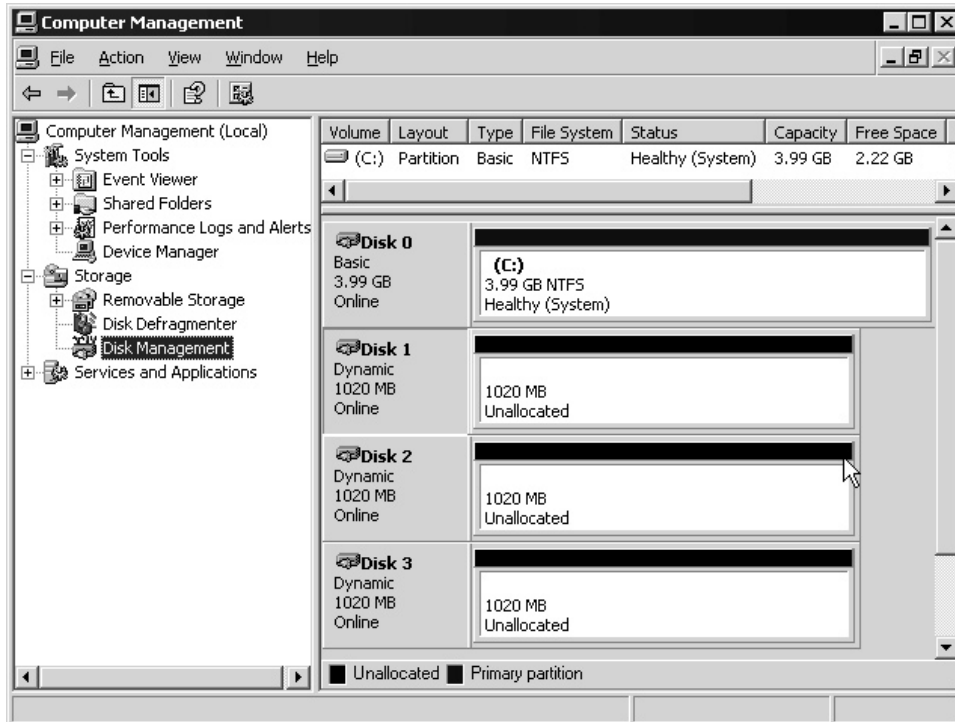 Computer Management
File Action View Window Help
Computer Management (Local)
System Tools
Event Viewer
Shared Folders
Performance Logs and Alerts
Device Manager
Storage
Removable Storage
Disk Defragmenter
Disk Management
Services and Applications
Volume Layout Type File System Status Capacity Free Space
(C:) Partition Basic NTFS Healthy (System) 3.99 GB 2.22 GB
Disk 0
Basic
3.99 GB
Online
(C:)
3.99 GB NTFS
Healthy (System)
Disk 1
Dynamic
1020 MB
Online
1020 MB
Unallocated
Disk 2
Dynamic
1020 MB
Online
1020 MB
Unallocated
Disk 3
Dynamic
1020 MB
Online
1020 MB
Unallocated
Unallocated Primary partition